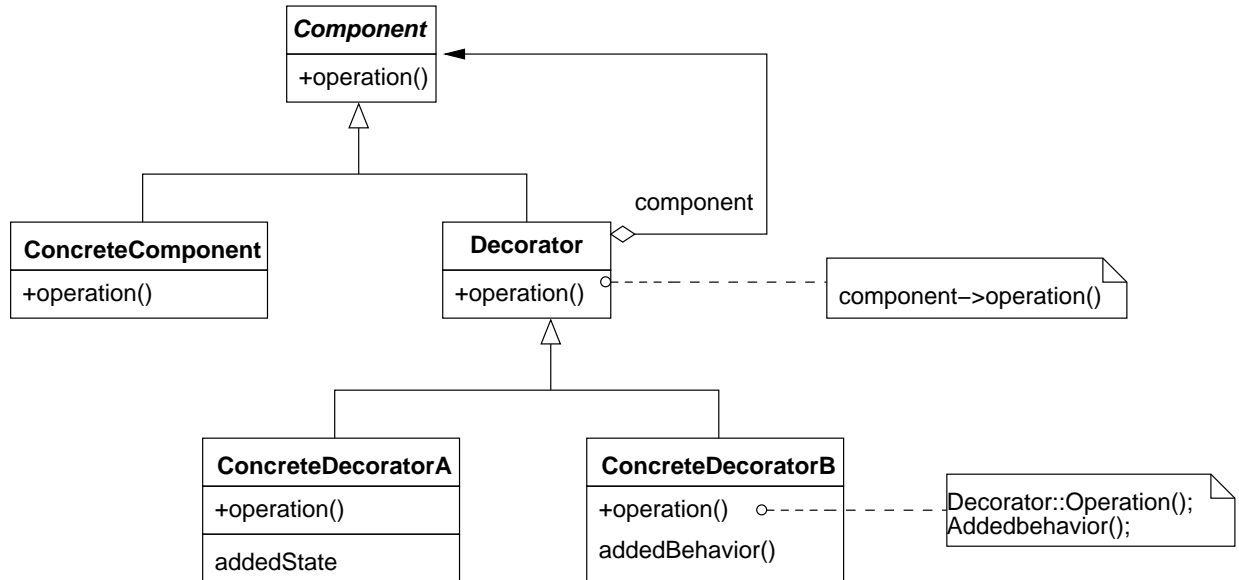 Component
+operation()
component
ConcreteComponent
+operation()
Decorator
+operation()
component−>operation()
ConcreteDecoratorA
+operation()
addedState
ConcreteDecoratorB
+operation()
addedBehavior()
Decorator::Operation();
Addedbehavior();